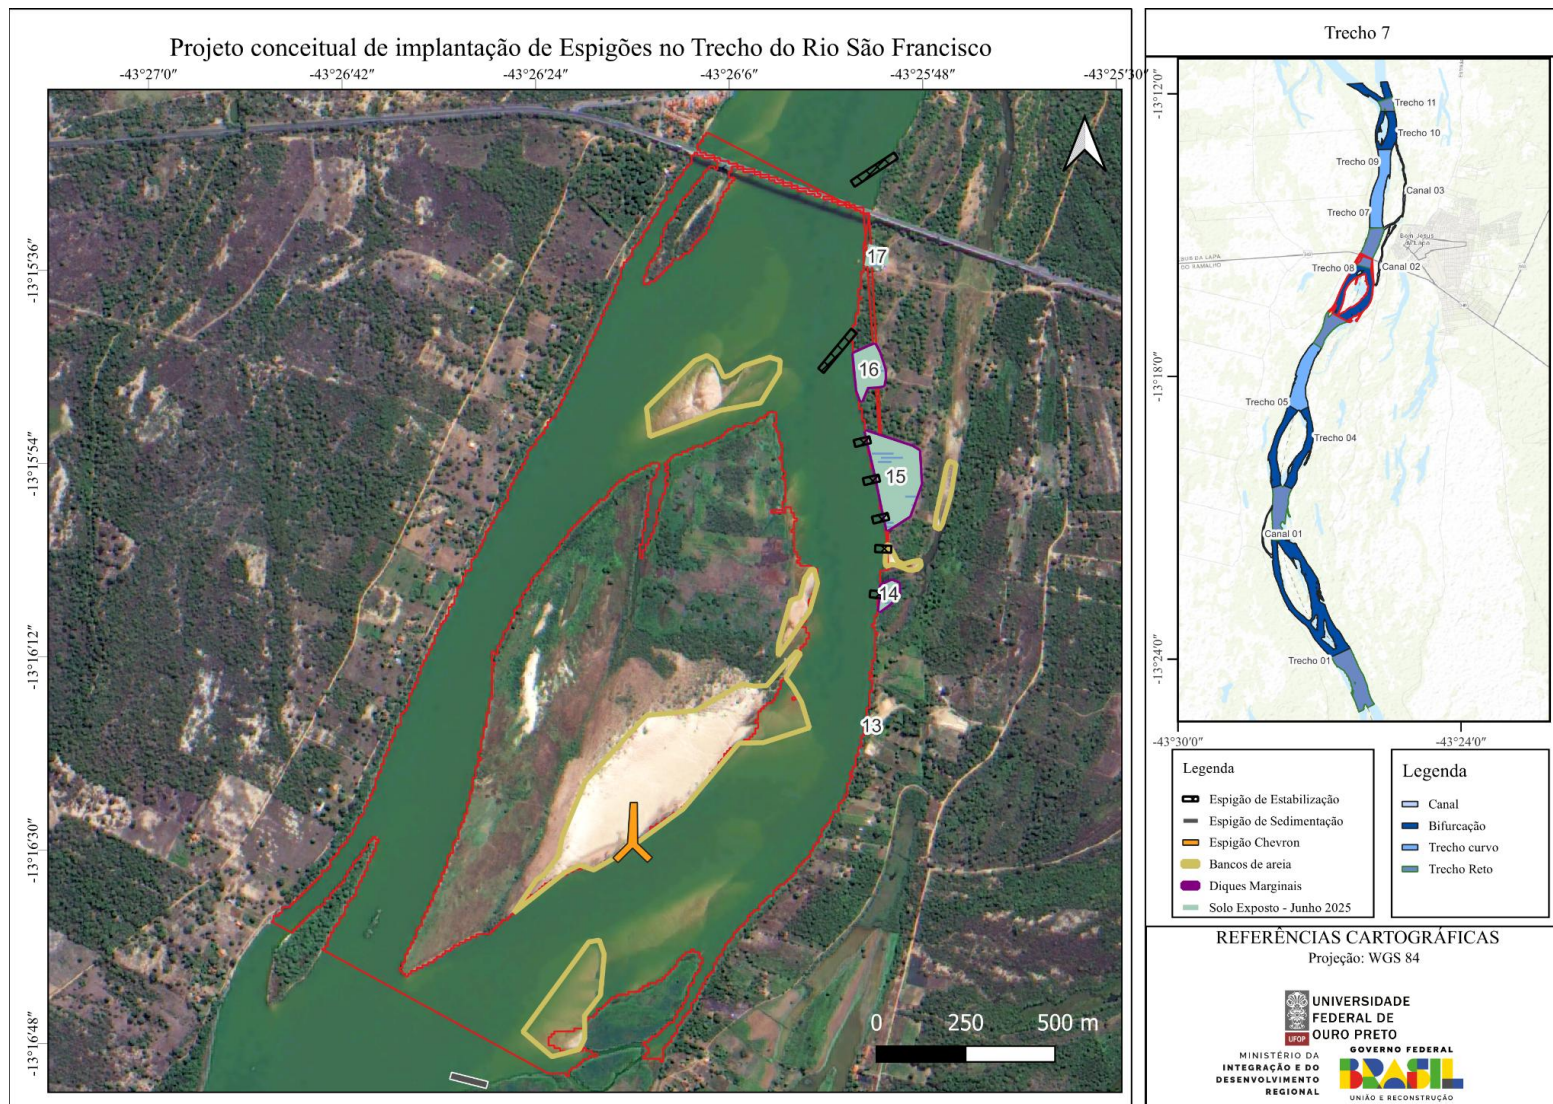 Projeto conceitual de implantação de Espigões no Trecho do Rio São Francisco
-43°27'0"
-43°26'42"
-43°26'24"
-43°26'6"
-43°25'48"
-43°25'30"
-13°15'36"
-13°15'54"
-13°16'12"
-13°16'30"
-13°16'48"
17
16
15
14
13
0
250
500 m
Trecho 7
-13°12'0"
-13°18'0"
-13°24'0"
-43°30'0"
-43°24'0"
Trecho 11
Trecho 10
Trecho 09
Canal 03
Trecho 07
Bom Jesus
da Lapa
Trecho 08
Canal 02
Trecho 05
Trecho 04
Canal 01
Trecho 01
Legenda
Espigão de Estabilização
Espigão de Sedimentação
Espigão Chevron
Bancos de areia
Diques Marginais
Solo Exposto - Junho 2025
Legenda
Canal
Bifurcação
Trecho curvo
Trecho Reto
REFERÊNCIAS CARTOGRÁFICAS
Projeção: WGS 84
UFOP
UNIVERSIDADE
FEDERAL DE
OURO PRETO
MINISTÉRIO DA
INTEGRAÇÃO E DO
DESENVOLVIMENTO
REGIONAL
GOVERNO FEDERAL
BRASIL
UNIÃO E RECONSTRUÇÃO